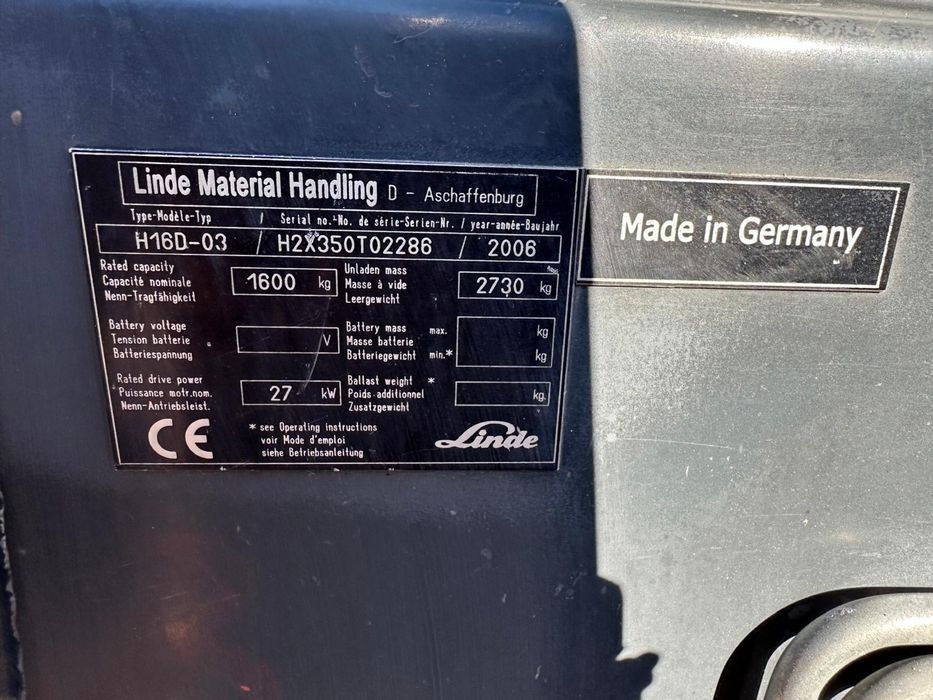 Linde Material Handling D - Aschaffenburg
Type-Modèle-Typ / Serial no.-No. de série-Serien-Nr. / year-année-Baujahr
H16D-03 / H2X350T02286 / 2006
Rated capacity
Capacité nominale
Nenn-Tragfähigkeit
1600 kg
Unladen mass
Masse à vide
Leergewicht
2730 kg
Battery voltage
Tension batterie
Batteriespannung
V
Battery mass max. kg
Masse batterie
Batteriegewicht min.* kg
Rated drive power
Puissance motr.nom.
Nenn-Antriebsleist.
27 kW
Ballast weight *
Poids additionnel
Zusatzgewicht
kg.
CE
* see Operating instructions
voir Mode d'emploi
siehe Betriebsanleitung
Linde
Made in Germany